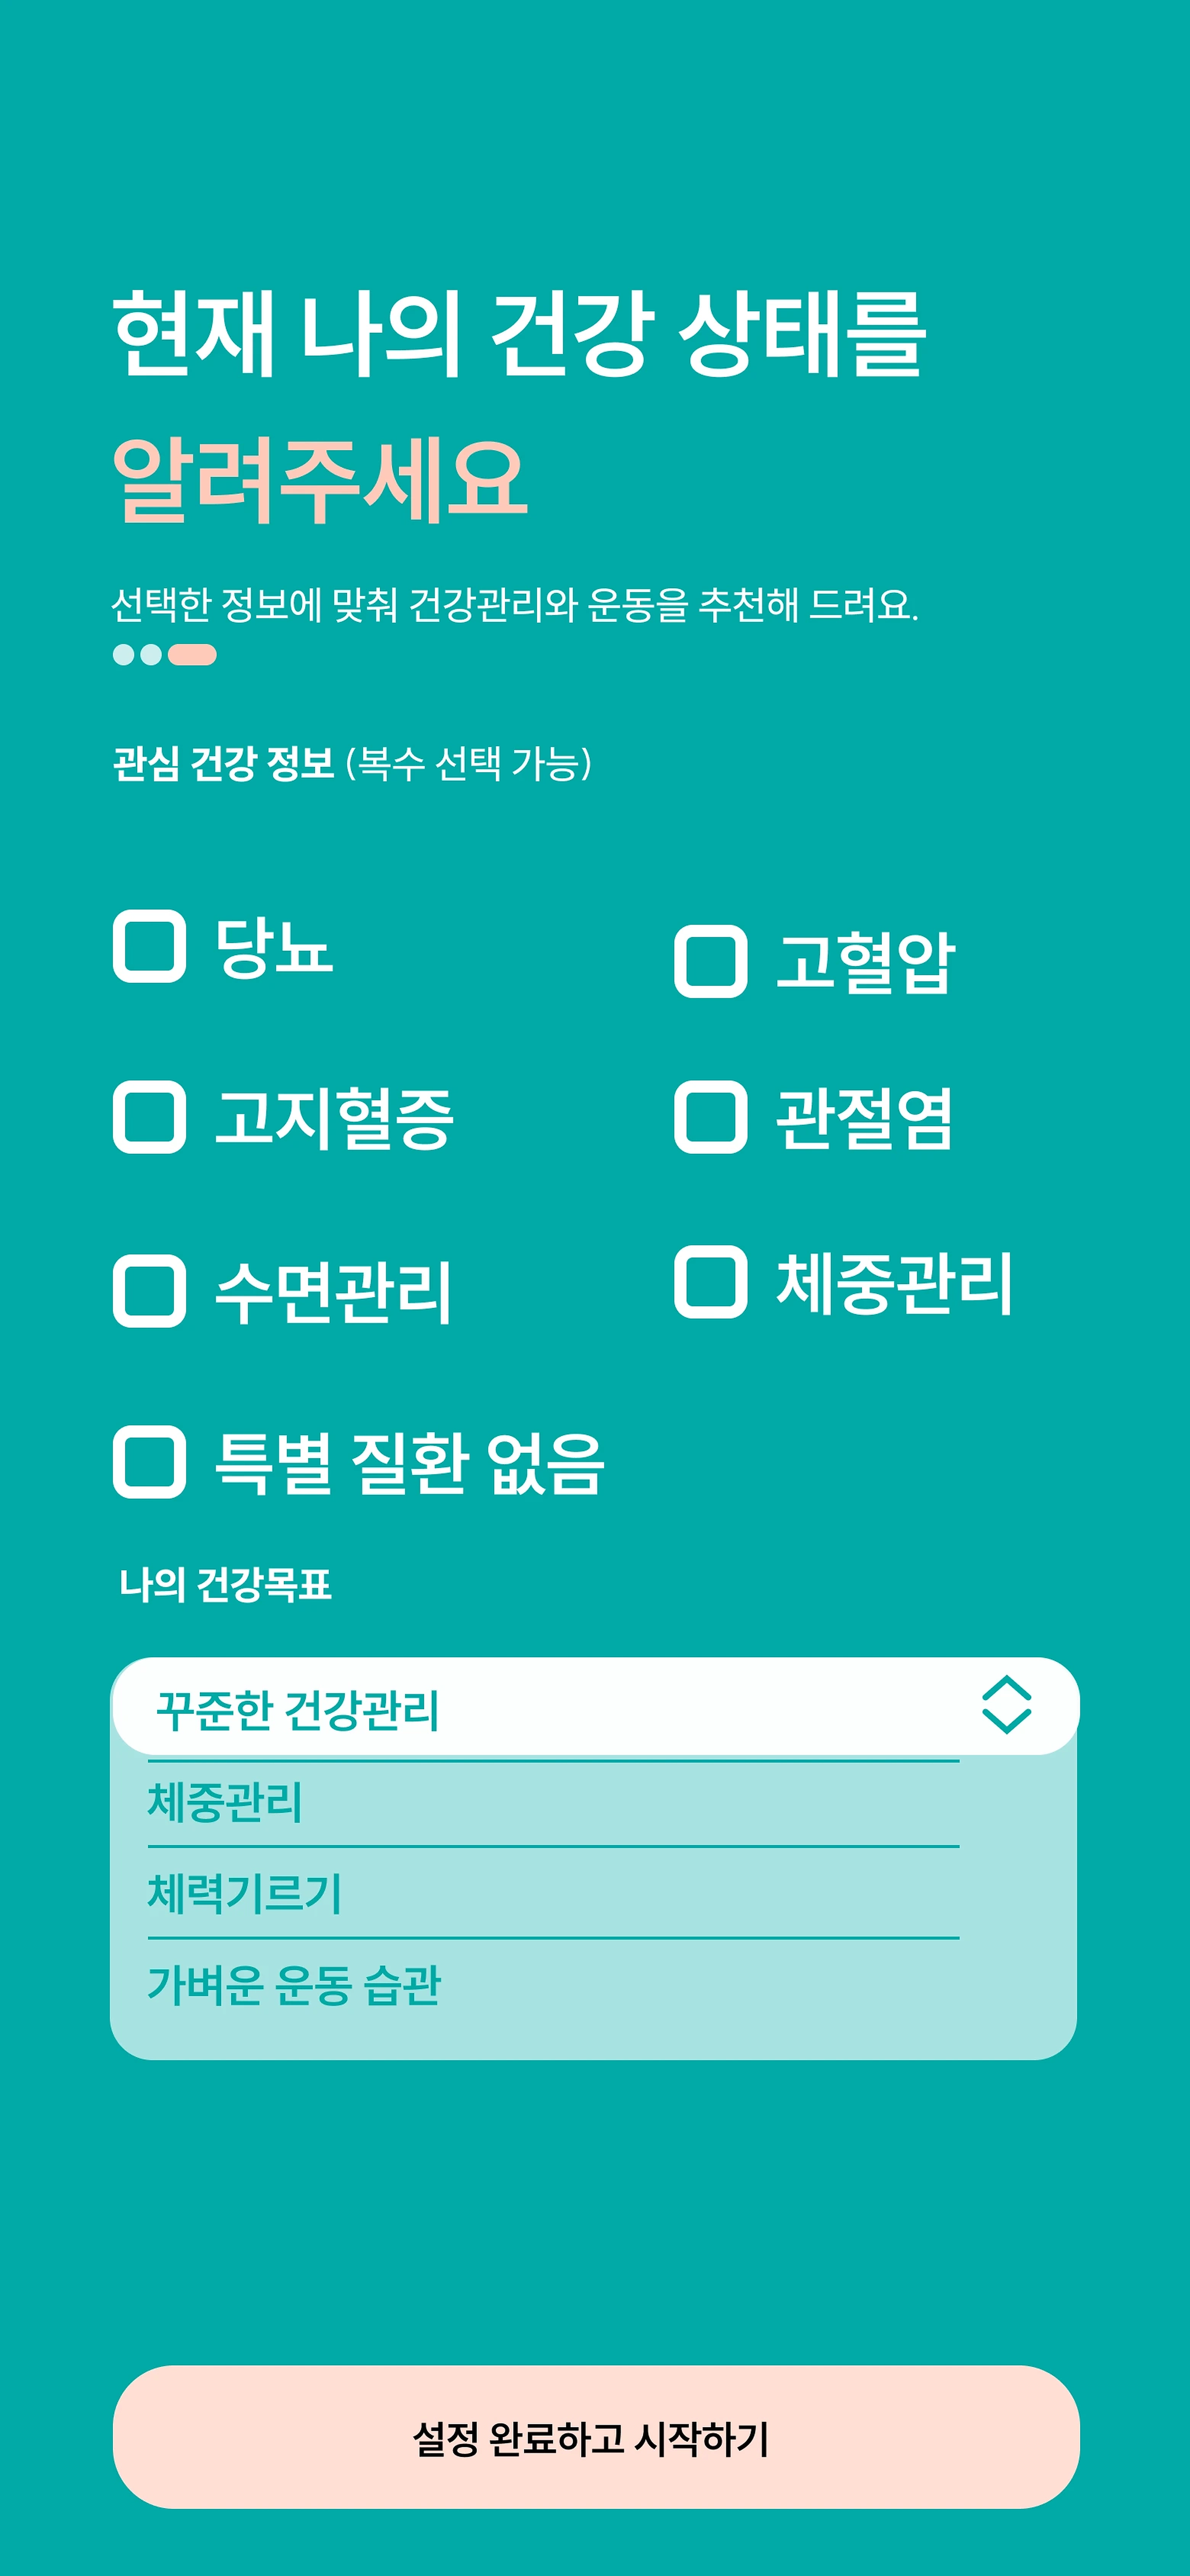 현재 나의 건강 상태를
알려주세요
선택한 정보에 맞춰 건강관리와 운동을 추천해 드려요.
관심 건강 정보 (복수 선택 가능)
당뇨
고혈압
고지혈증
관절염
수면관리
체중관리
특별 질환 없음
나의 건강목표
꾸준한 건강관리
체중관리
체력기르기
가벼운 운동 습관
설정 완료하고 시작하기